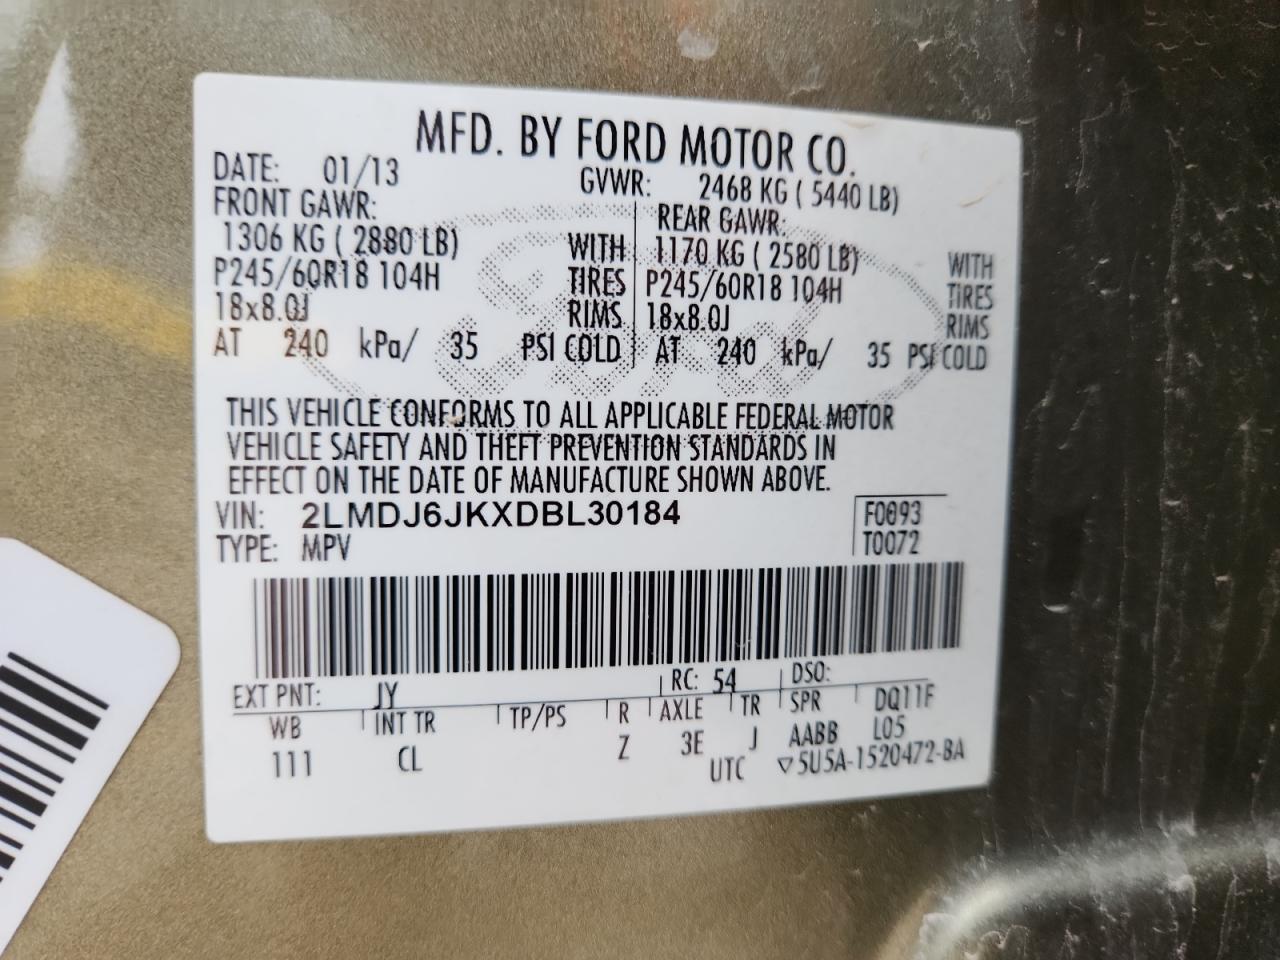 MFD. BY FORD MOTOR CO.
DATE: 01/13 GVWR: 2468 KG ( 5440 LB)
FRONT GAWR: REAR GAWR:
1306 KG ( 2880 LB) WITH 1170 KG ( 2580 LB) WITH
P245/60R18 104H TIRES P245/60R18 104H TIRES
18x8.0J RIMS 18x8.0J RIMS
AT 240 kPa/ 35 PSI COLD AT 240 kPa/ 35 PSI COLD
THIS VEHICLE CONFORMS TO ALL APPLICABLE FEDERAL MOTOR
VEHICLE SAFETY AND THEFT PREVENTION STANDARDS IN
EFFECT ON THE DATE OF MANUFACTURE SHOWN ABOVE.
VIN: 2LMDJ6JKXDBL30184 F0093
TYPE: MPV T0072
EXT PNT: JY RC: 54 DSO:
WB INT TR TP/PS R AXLE TR SPR DQ11F
111 CL Z 3E J AABB L05
UTC ▽5U5A-1520472-BA